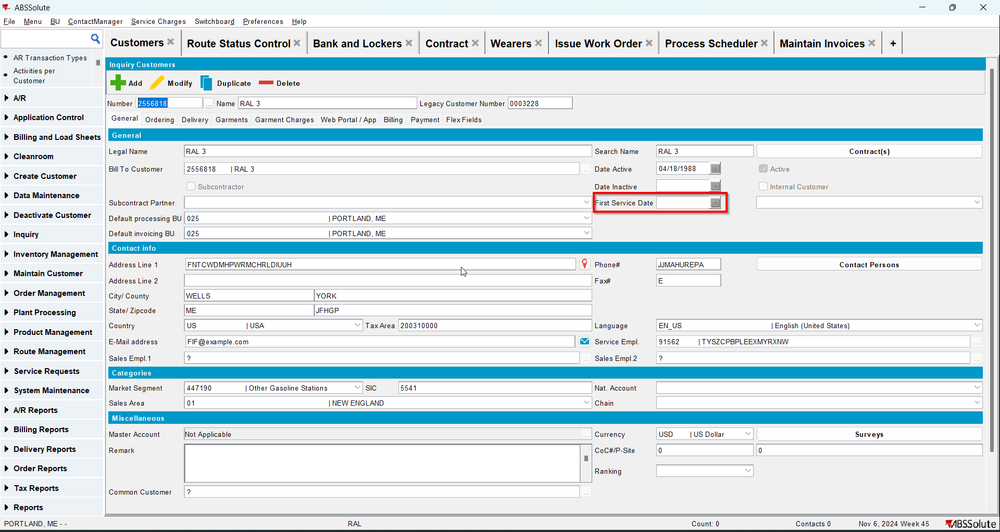 ABSSolute
File Menu BU ContactManager Service Charges Switchboard Preferences Help
Customers Route Status Control Bank and Lockers Contract Wearers Issue Work Order Process Scheduler Maintain Invoices +
AR Transaction Types
Activities per
Customer
A/R
Application Control
Billing and Load Sheets
Cleanroom
Create Customer
Data Maintenance
Deactivate Customer
Inquiry
Inventory Management
Maintain Customer
Order Management
Plant Processing
Product Management
Route Management
Service Requests
System Maintenance
A/R Reports
Billing Reports
Delivery Reports
Order Reports
Tax Reports
Reports
Inquiry Customers
Add Modify Duplicate Delete
Number 2556818 ... Name RAL 3 Legacy Customer Number 0003228
General Ordering Delivery Garments Garment Charges Web Portal / App Billing Payment Flex Fields
General
Legal Name RAL 3 Search Name RAL 3 Contract(s)
Bill To Customer 2556818 | RAL 3 ... Date Active 04/18/1988 16 Active
Subcontractor Date Inactive 16 Internal Customer
Subcontract Partner First Service Date 16
Default processing BU 025 | PORTLAND, ME
Default invoicing BU 025 | PORTLAND, ME
Contact info
Address Line 1 FNTCWDMHPWRMCHRLDIUUH Phone# JJMAHUREPA Contact Persons
Address Line 2 Fax# E
City/ County WELLS YORK
State/ Zipcode ME JFHGP
Country US | USA Tax Area 200310000 Language EN_US | English (United States)
E-Mail address FIF@example.com Service Empl. 91562 | TYSZCPBPLEEXMYRXNW ...
Sales Empl.1 ? ... Sales Empl.2 ? ...
Categories
Market Segment 447190 | Other Gasoline Stations SIC 5541 Nat. Account
Sales Area 01 | NEW ENGLAND Chain
Miscellaneous
Master Account Not Applicable ... Currency USD | US Dollar Surveys
Remark CoC#/P-Site 0 0
Ranking
Common Customer ? ...
PORTLAND, ME - - RAL Count: 0 Contacts 0 Nov 6, 2024 Week 45 ABSSolute